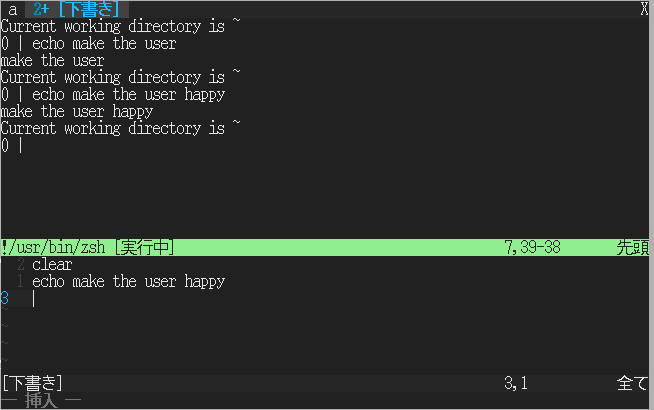 a 2+ [下書き] X
Current working directory is ~
0 | echo make the user
make the user
Current working directory is ~
0 | echo make the user happy
make the user happy
Current working directory is ~
0 |
!/usr/bin/zsh [実行中] 7,39-38 先頭
2 clear
1 echo make the user happy
3
~
~
~
~
[下書き] 3,1 全て
-- 挿入 --